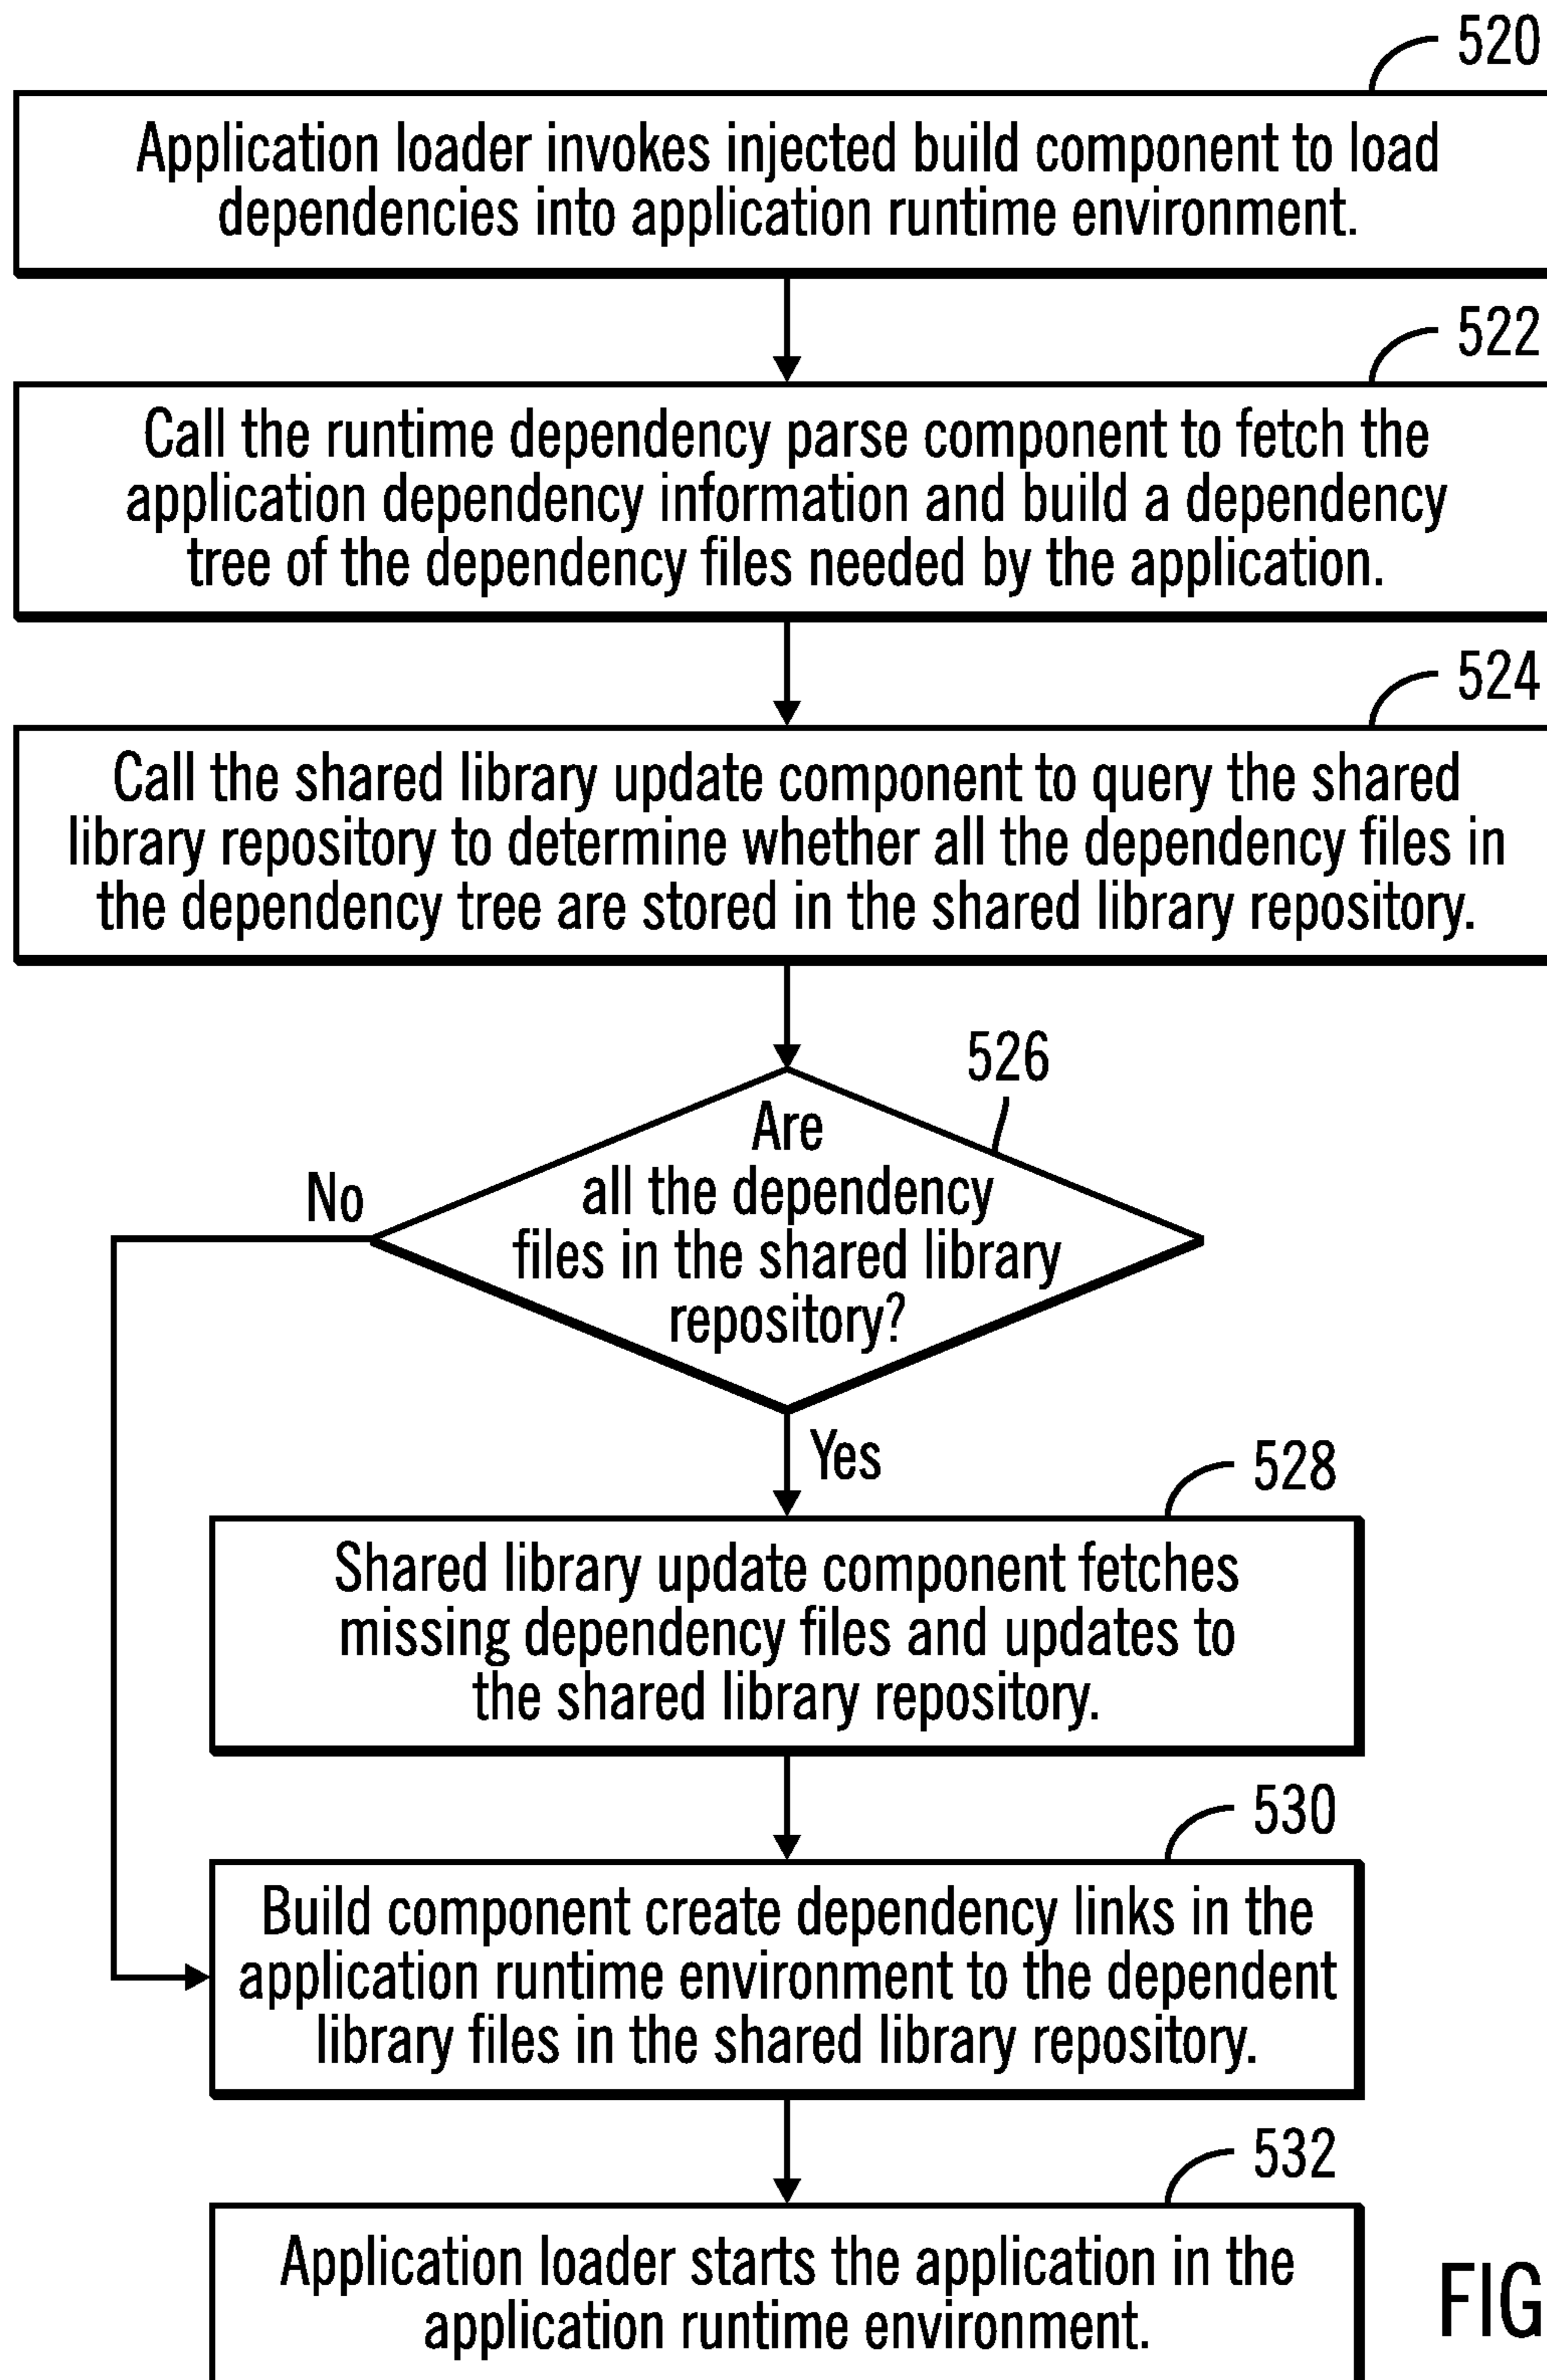 520
Application loader invokes injected build component to load
dependencies into application runtime environment.
522
Call the runtime dependency parse component to fetch the
application dependency information and build a dependency
tree of the dependency files needed by the application.
524
Call the shared library update component to query the shared
library repository to determine whether all the dependency files in
the dependency tree are stored in the shared library repository.
526
Are
all the dependency
files in the shared library
repository?
No
Yes
528
Shared library update component fetches
missing dependency files and updates to
the shared library repository.
530
Build component create dependency links in the
application runtime environment to the dependent
library files in the shared library repository.
532
Application loader starts the application in the
application runtime environment.
FIG